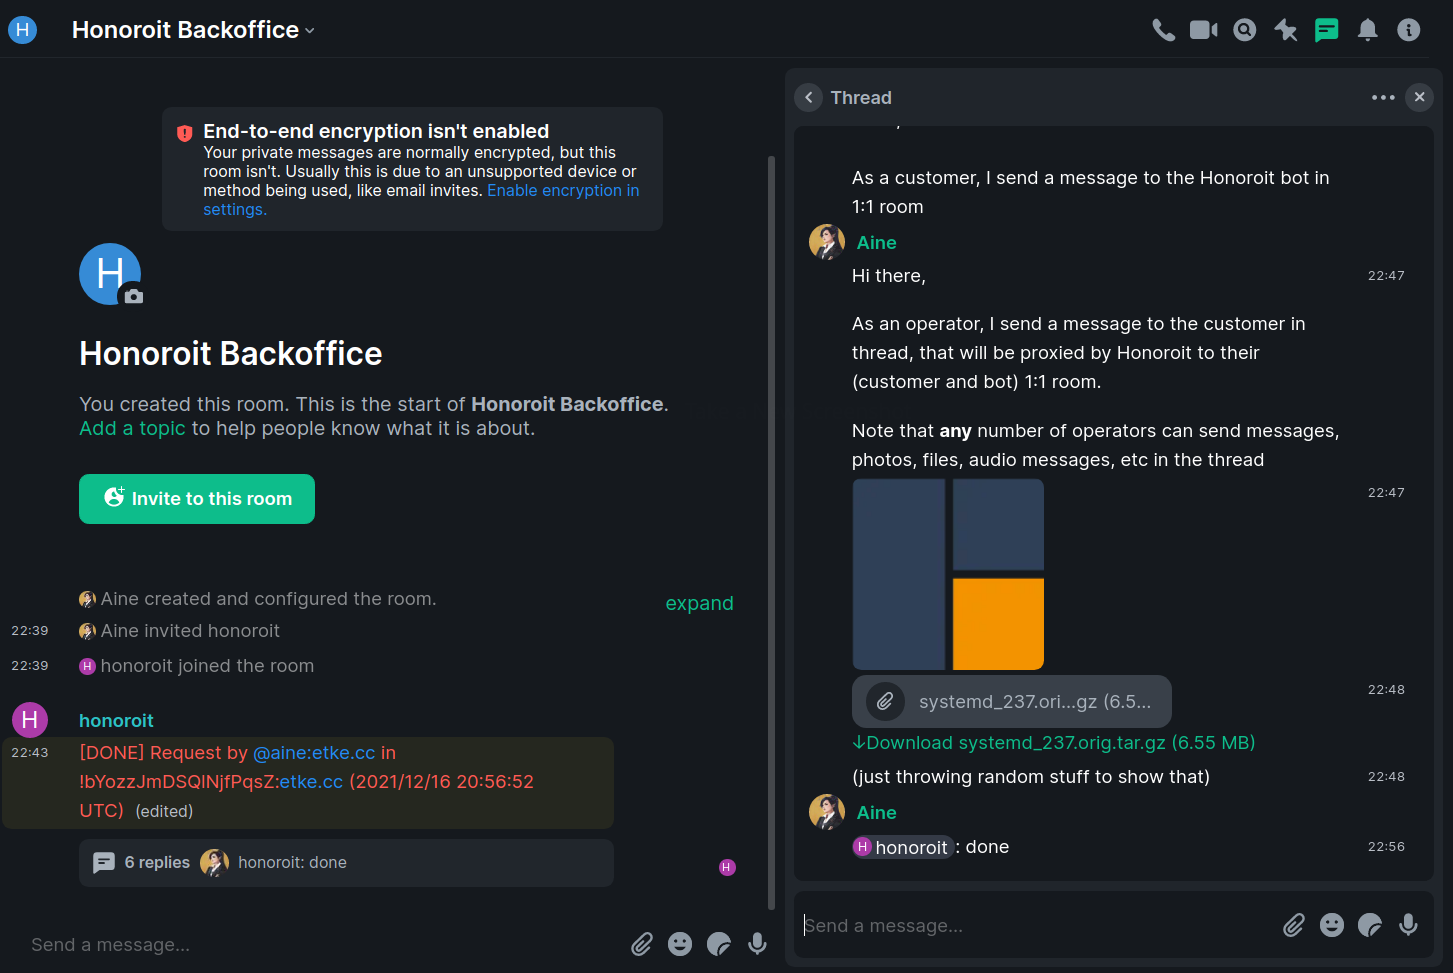 H
Honoroit Backoffice
End-to-end encryption isn't enabled
Your private messages are normally encrypted, but this
room isn't. Usually this is due to an unsupported device or
method being used, like email invites. Enable encryption in
settings.
H
Honoroit Backoffice
You created this room. This is the start of Honoroit Backoffice.
Add a topic to help people know what it is about.
Invite to this room
Aine created and configured the room.
expand
22:39 Aine invited honoroit
22:39 H honoroit joined the room
H honoroit
22:43 [DONE] Request by @aine:etke.cc in
!bYozzJmDSQlNjfPqsZ:etke.cc (2021/12/16 20:56:52
UTC) (edited)
6 replies honoroit: done
H
Send a message...
Thread
As a customer, I send a message to the Honoroit bot in
1:1 room
Aine
Hi there, 22:47
As an operator, I send a message to the customer in
thread, that will be proxied by Honoroit to their
(customer and bot) 1:1 room.
Note that any number of operators can send messages,
photos, files, audio messages, etc in the thread
22:47
systemd_237.ori...gz (6.5... 22:48
Download systemd_237.orig.tar.gz (6.55 MB)
(just throwing random stuff to show that) 22:48
Aine
H honoroit : done 22:56
Send a message...